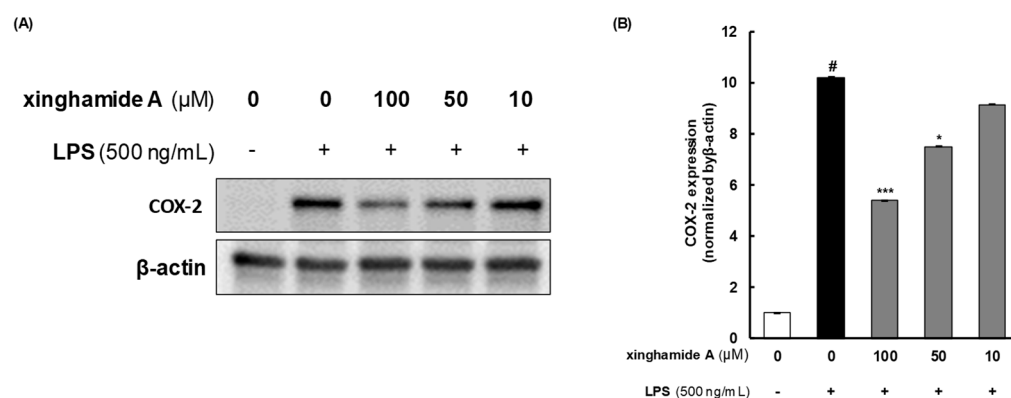 (A)
xinghamide A (μM) 0 0 100 50 10
LPS (500 ng/mL) - + + + +
COX-2
β-actin
(B)
COX-2 expression
(normalized byβ-actin)
12
10
8
6
4
2
0
#
***
*
xinghamide A (μM) 0 0 100 50 10
LPS (500 ng/mL) - + + + +